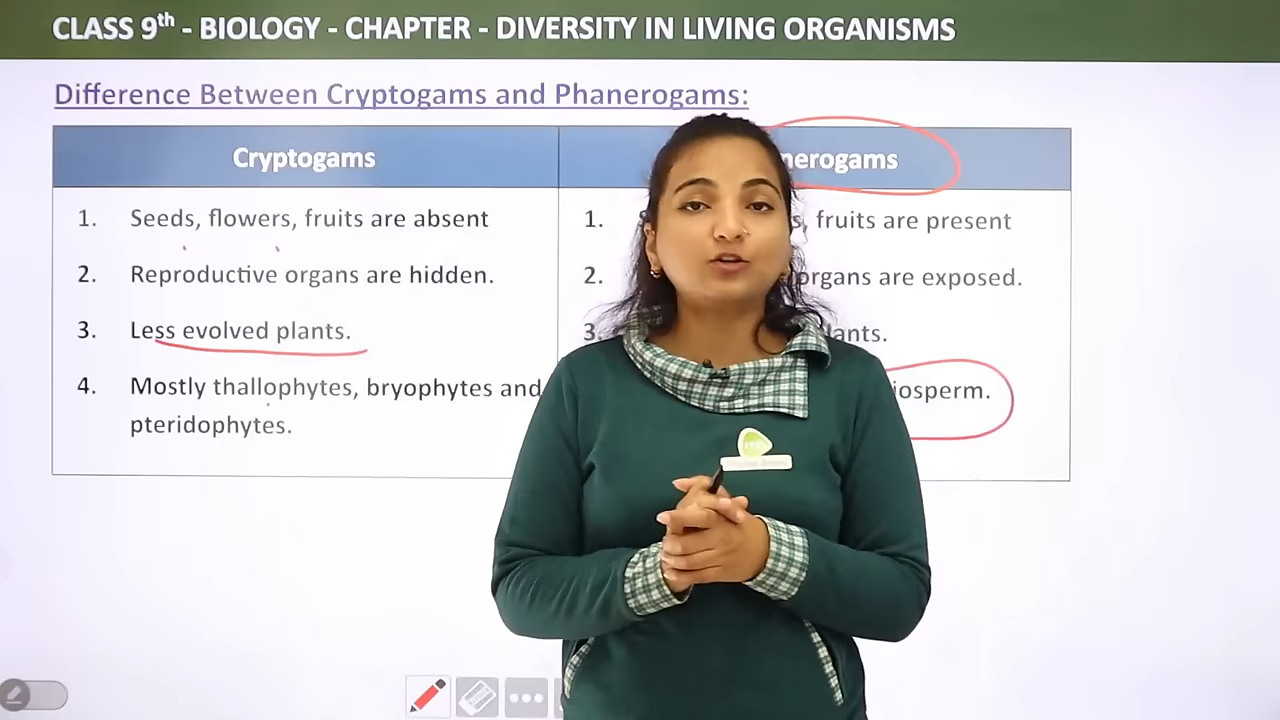 CLASS 9th - BIOLOGY - CHAPTER - DIVERSITY IN LIVING ORGANISMS
Difference Between Cryptogams and Phanerogams:
Cryptogams
nerogams
1. Seeds, flowers, fruits are absent
1. s, fruits are present
2. Reproductive organs are hidden.
2. organs are exposed.
3. Less evolved plants.
3. lants.
4. Mostly thallophytes, bryophytes and
pteridophytes.
iosperm.